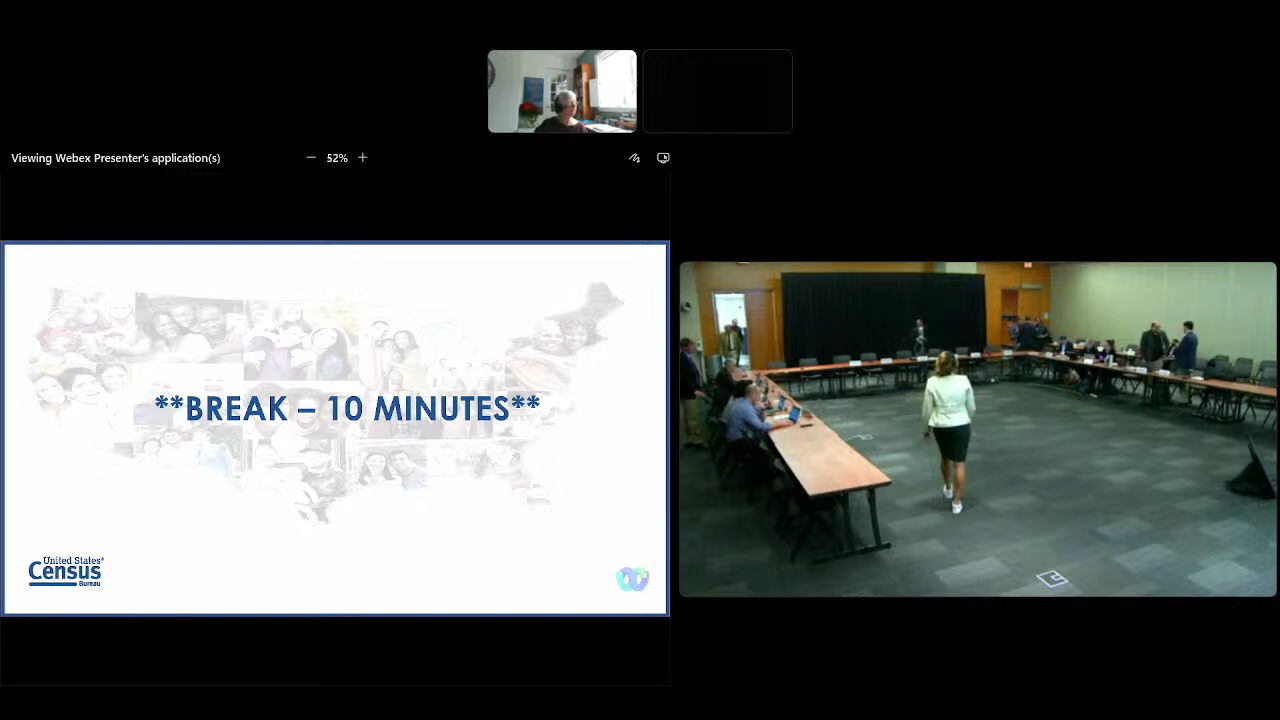 Viewing Webex Presenter's application(s)
52%
**BREAK – 10 MINUTES**
United States®
Census
Bureau